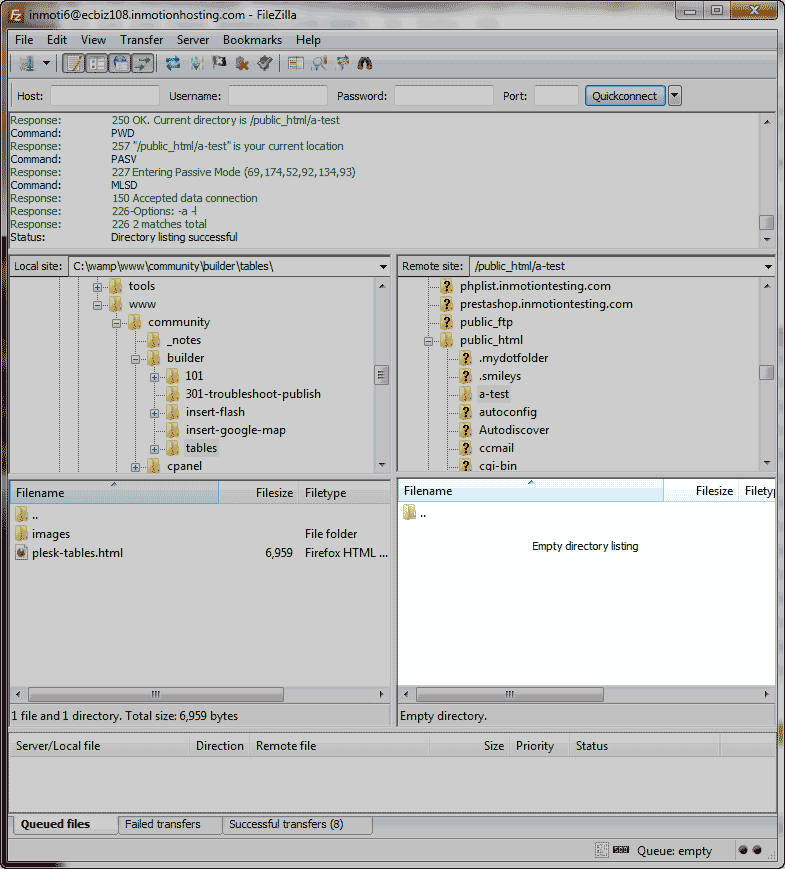 inmoti6@ecbiz108.inmotionhosting.com - FileZilla
File Edit View Transfer Server Bookmarks Help
Host: Username: Password: Port: Quickconnect
Response: 250 OK. Current directory is /public_html/a-test
Command: PWD
Response: 257 "/public_html/a-test" is your current location
Command: PASV
Response: 227 Entering Passive Mode (69,174,52,92,134,93)
Command: MLSD
Response: 150 Accepted data connection
Response: 226-Options: -a -l
Response: 226 2 matches total
Status: Directory listing successful
Local site: C:\wamp\www\community\builder\tables\
tools
www
community
_notes
builder
101
301-troubleshoot-publish
insert-flash
insert-google-map
tables
cpanel
Filename Filesize Filetype
..
images File folder
plesk-tables.html 6,959 Firefox HTML ...
1 file and 1 directory. Total size: 6,959 bytes
Remote site: /public_html/a-test
phplist.inmotiontesting.com
prestashop.inmotiontesting.com
public_ftp
public_html
.mydotfolder
.smileys
a-test
autoconfig
Autodiscover
ccmail
cgi-bin
Filename Filesize Filetyp
..
Empty directory listing
Empty directory.
Server/Local file Direction Remote file Size Priority Status
Queued files Failed transfers Successful transfers (8)
Queue: empty